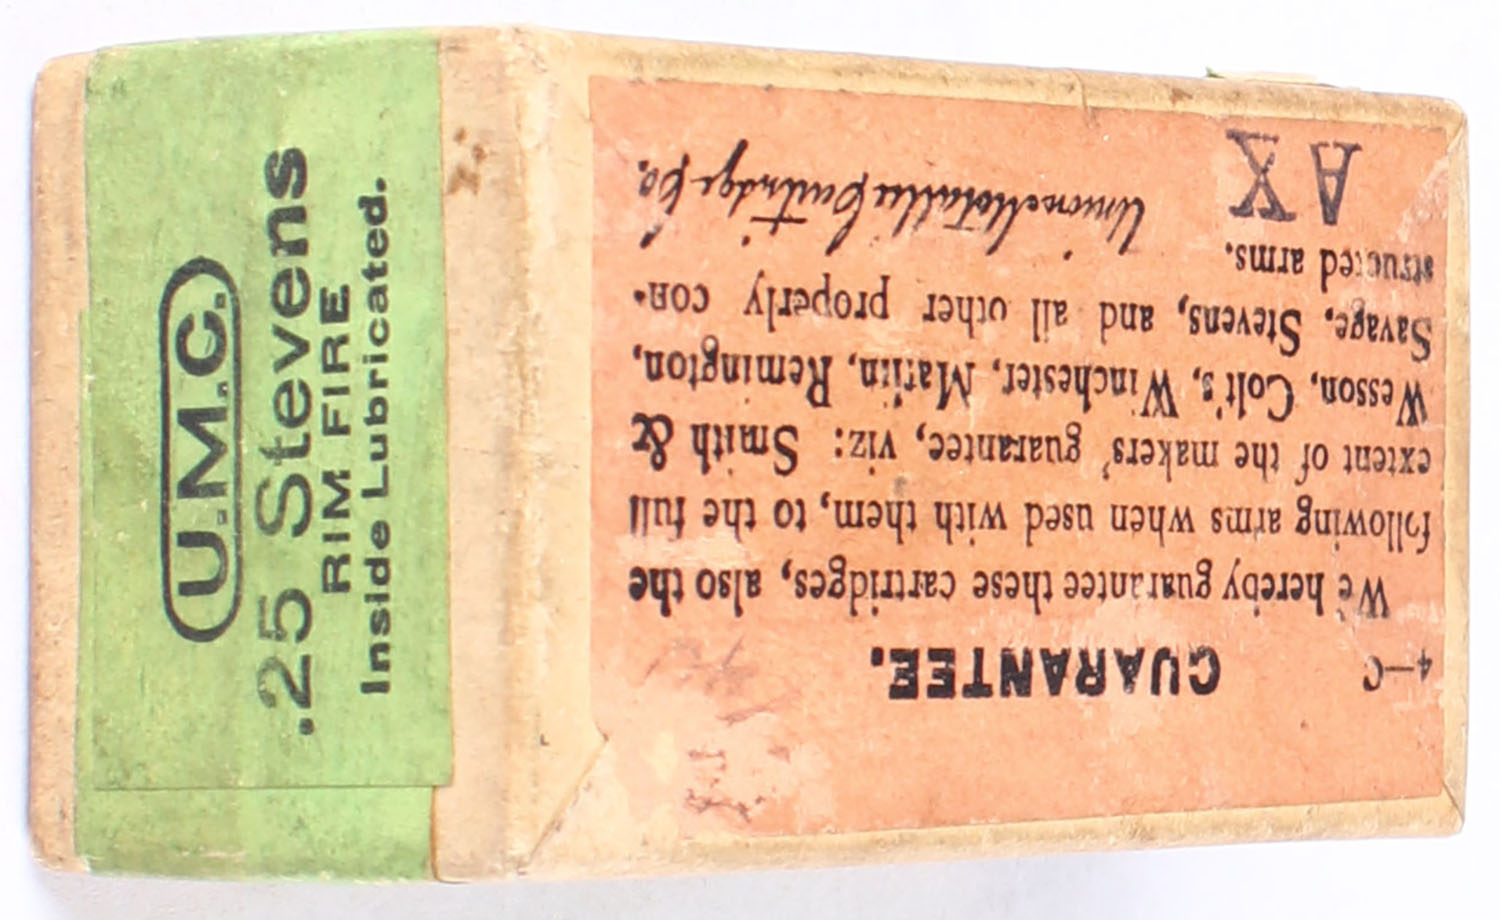 U.M.C.
.25 Stevens
RIM FIRE
Inside Lubricated.
4—C
GUARANTEE.
We hereby guarantee these cartridges, also the
following arms when used with them, to the full
extent of the makers' guarantee, viz: Smith &
Wesson, Colt's, Winchester, Marlin, Remington,
Savage, Stevens, and all other properly con-
structed arms.
Union Metallic Cartridge Co.
AX